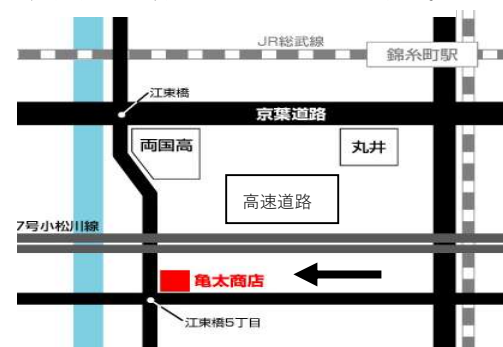 JR総武線
錦糸町駅
江東橋
京葉道路
両国高
丸井
高速道路
7号小松川線
亀太商店
江東橋5丁目